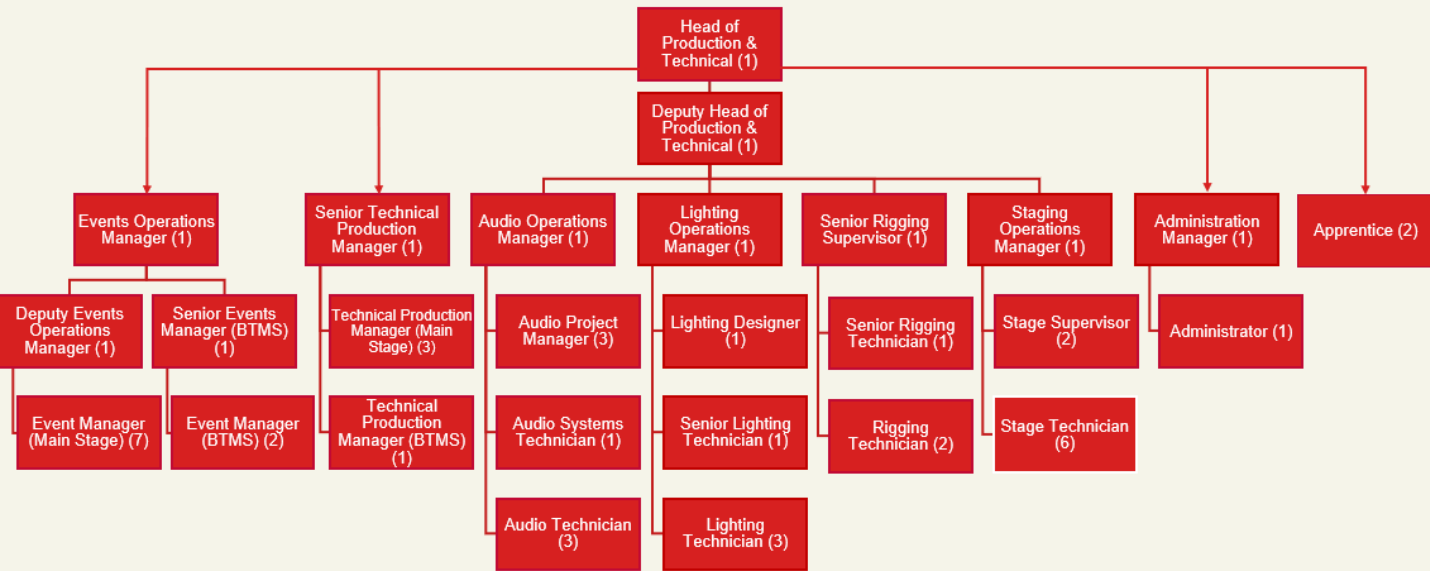 Head of
Production &
Technical (1)
Deputy Head of
Production &
Technical (1)
Events Operations
Manager (1)
Senior Technical
Production
Manager (1)
Audio Operations
Manager (1)
Lighting
Operations
Manager (1)
Senior Rigging
Supervisor (1)
Staging
Operations
Manager (1)
Administration
Manager (1)
Apprentice (2)
Deputy Events
Operations
Manager (1)
Senior Events
Manager (BTMS)
(1)
Technical Production
Manager (Main
Stage) (3)
Audio Project
Manager (3)
Lighting Designer
(1)
Senior Rigging
Technician (1)
Stage Supervisor
(2)
Administrator (1)
Event Manager
(Main Stage) (7)
Event Manager
(BTMS) (2)
Technical
Production
Manager (BTMS)
(1)
Audio Systems
Technician (1)
Senior Lighting
Technician (1)
Rigging
Technician (2)
Stage Technician
(6)
Audio Technician
(3)
Lighting
Technician (3)